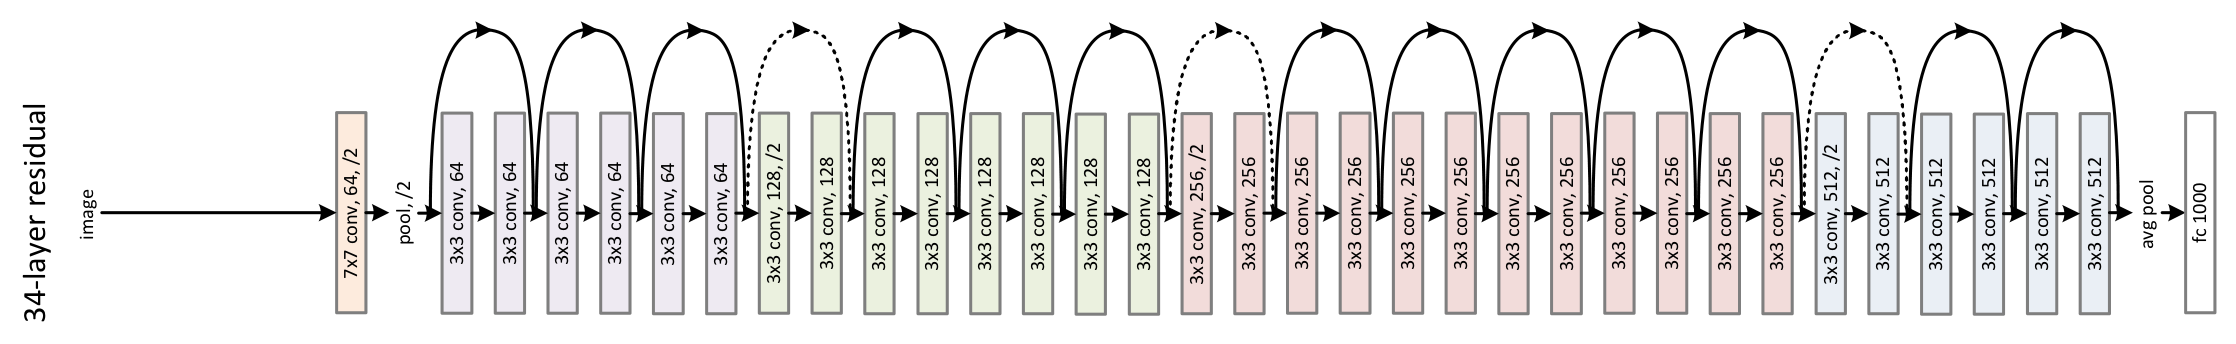 34-layer residual
image
7x7 conv, 64, /2
pool, /2
3x3 conv, 64
3x3 conv, 64
3x3 conv, 64
3x3 conv, 64
3x3 conv, 64
3x3 conv, 64
3x3 conv, 128, /2
3x3 conv, 128
3x3 conv, 128
3x3 conv, 128
3x3 conv, 128
3x3 conv, 128
3x3 conv, 128
3x3 conv, 128
3x3 conv, 256, /2
3x3 conv, 256
3x3 conv, 256
3x3 conv, 256
3x3 conv, 256
3x3 conv, 256
3x3 conv, 256
3x3 conv, 256
3x3 conv, 256
3x3 conv, 256
3x3 conv, 256
3x3 conv, 256
3x3 conv, 512, /2
3x3 conv, 512
3x3 conv, 512
3x3 conv, 512
3x3 conv, 512
3x3 conv, 512
avg pool
fc 1000